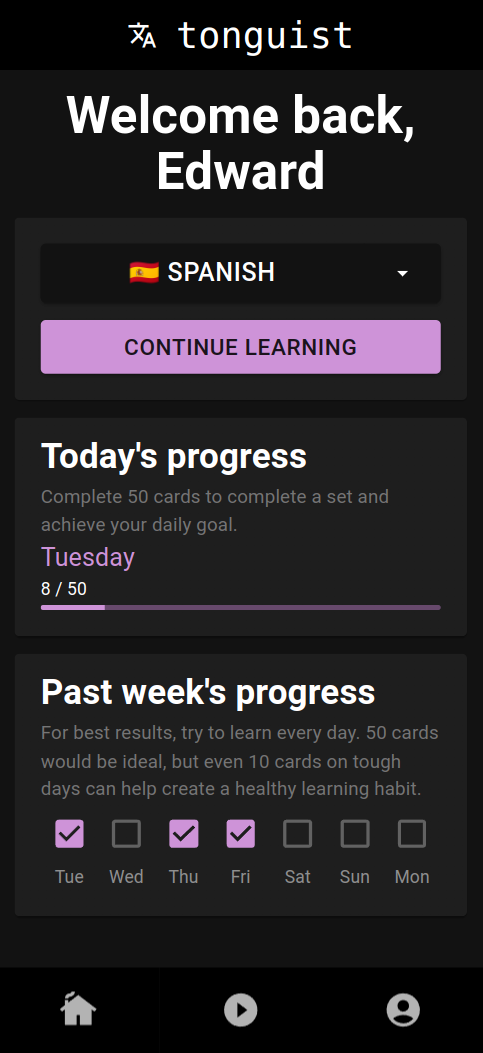 tonguist
Welcome back,
Edward
SPANISH
CONTINUE LEARNING
Today's progress
Complete 50 cards to complete a set and
achieve your daily goal.
Tuesday
8 / 50
Past week's progress
For best results, try to learn every day. 50 cards
would be ideal, but even 10 cards on tough
days can help create a healthy learning habit.
Tue Wed Thu Fri Sat Sun Mon